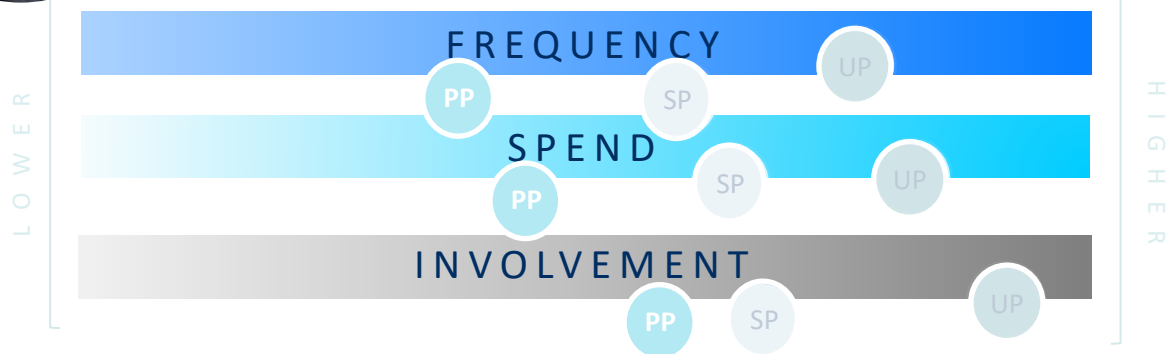 FREQUENCY
UP
PP
SP
SPEND
SP
UP
PP
INVOLVEMENT
UP
PP
SP
LOWER
HIGHER